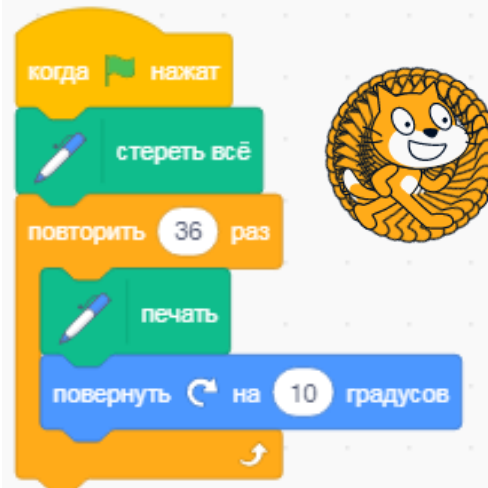 когда нажат
стереть всё
повторить 36 раз
печать
повернуть на 10 градусов